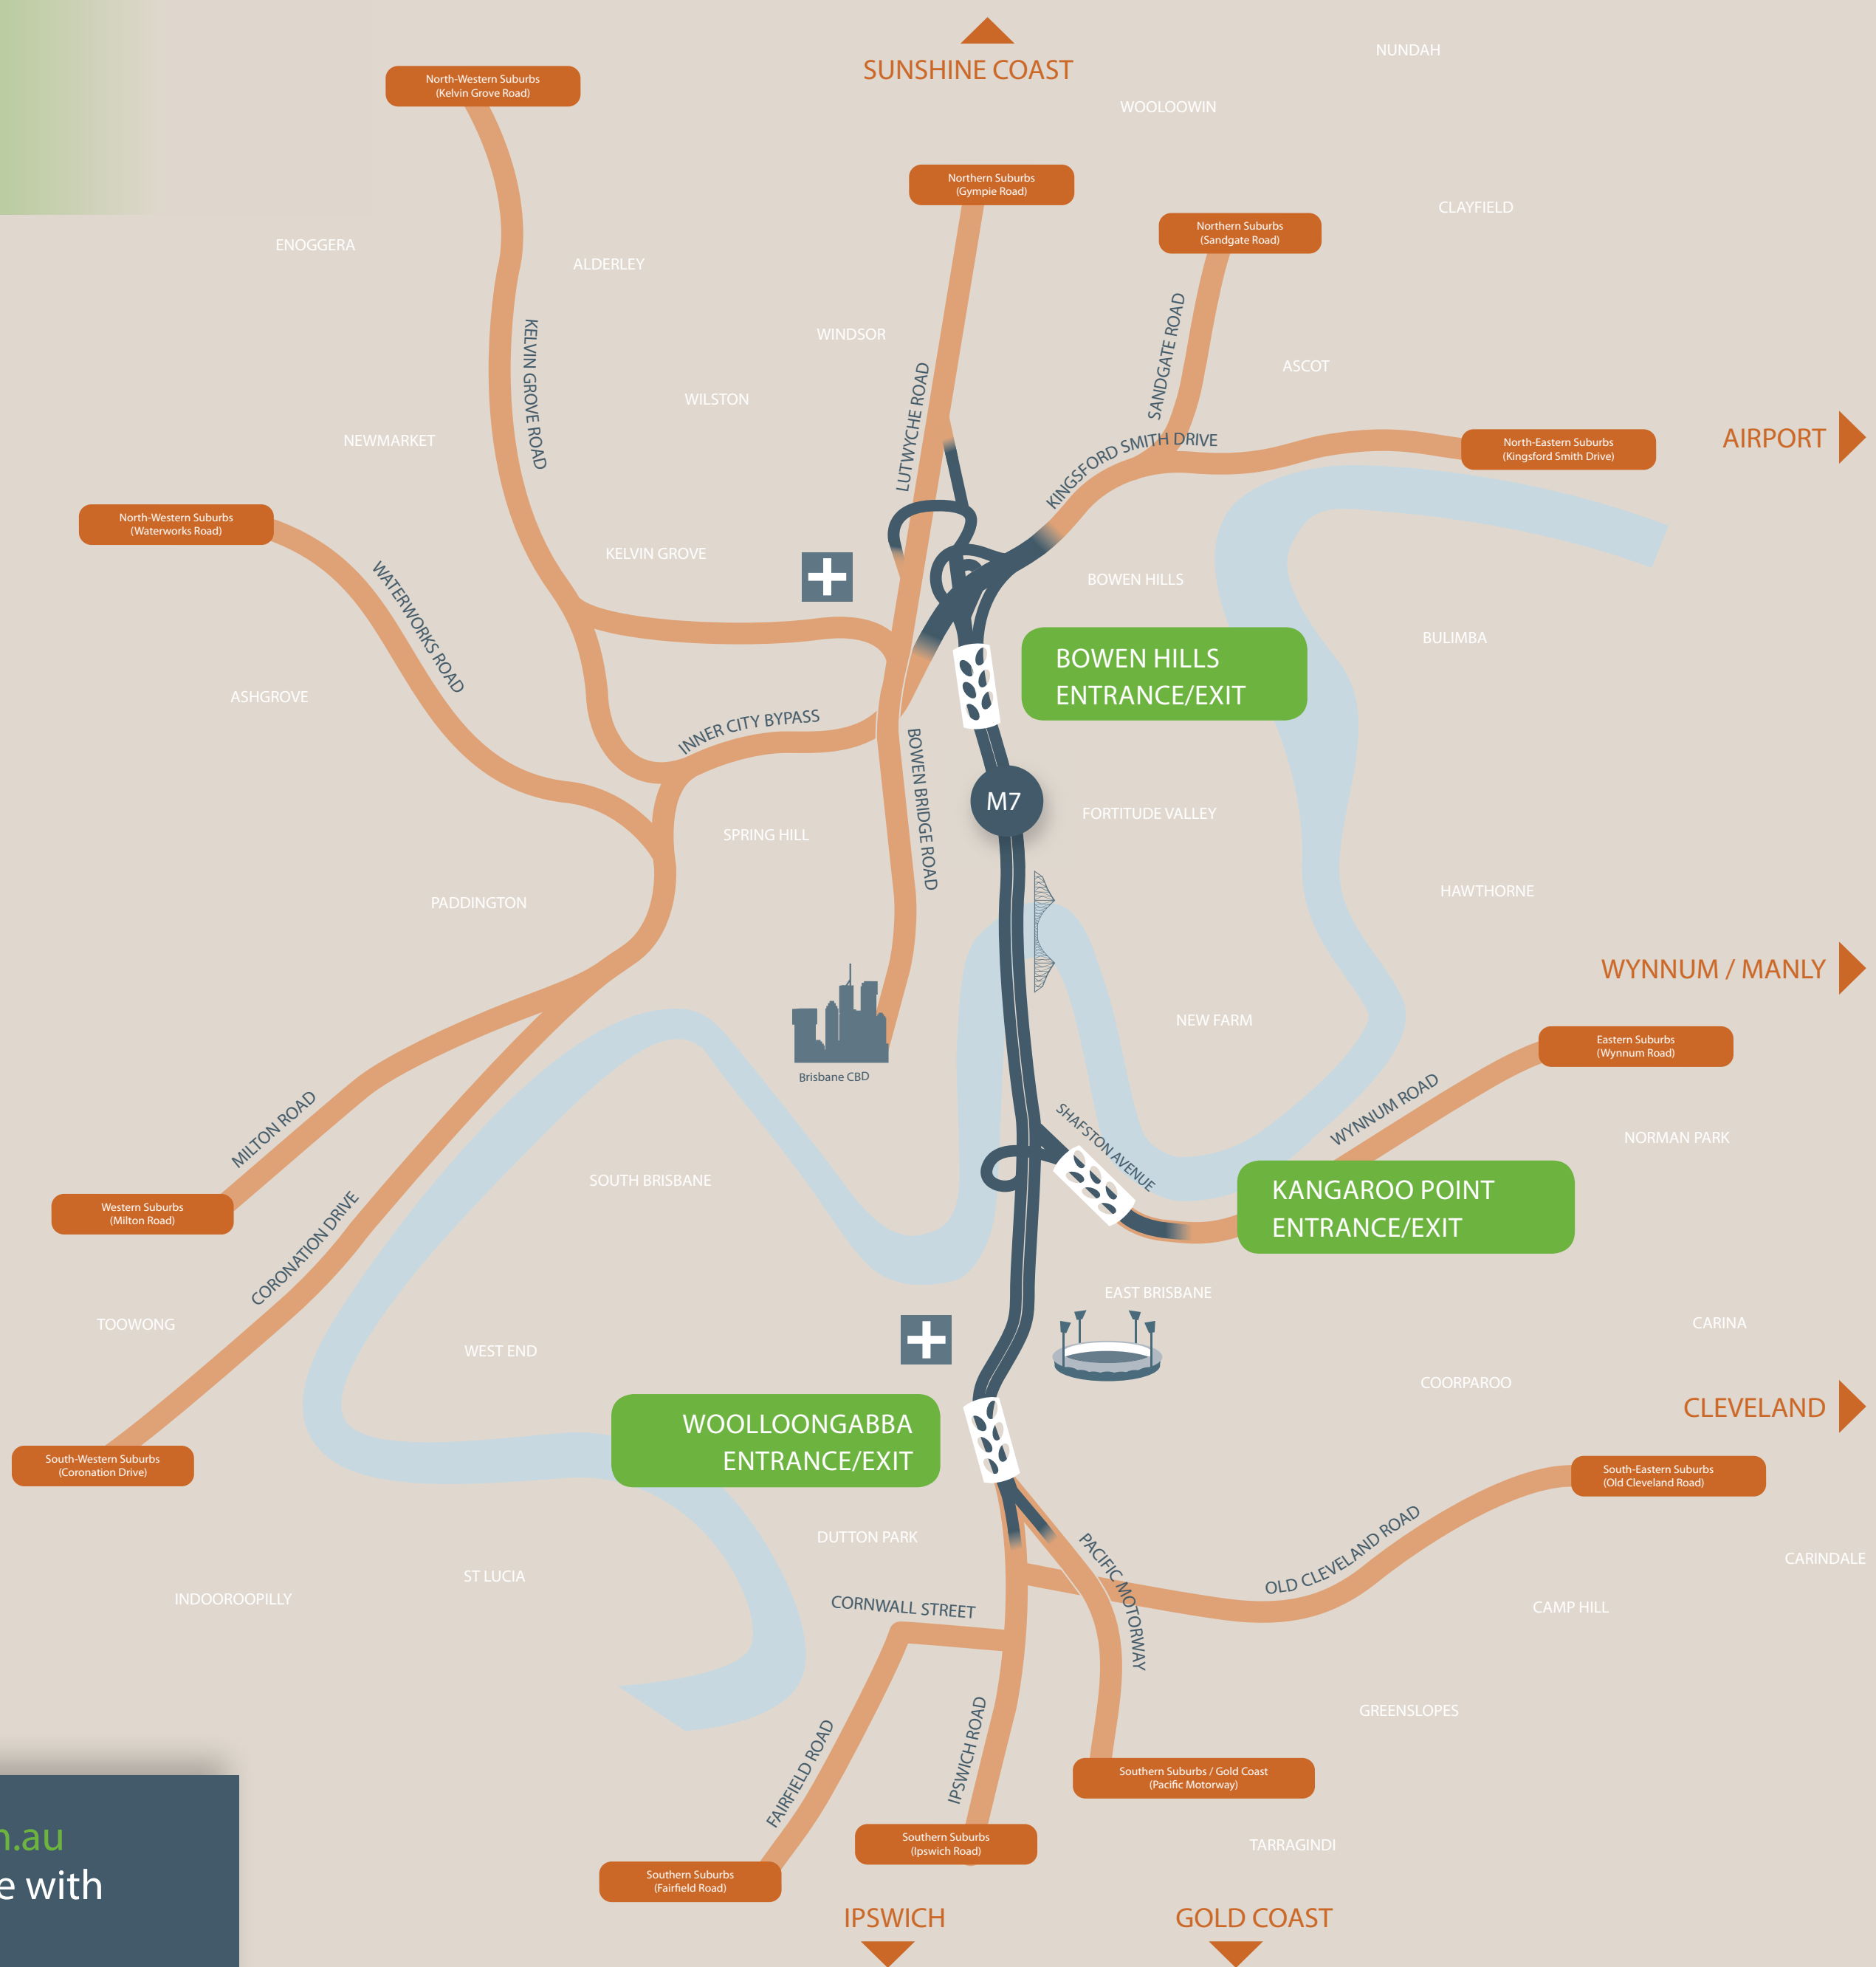 SUNSHINE COAST
NUNDAH
North-Western Suburbs
(Kelvin Grove Road)
WOOLOOWIN
Northern Suburbs
(Gympie Road)
CLAYFIELD
Northern Suburbs
(Sandgate Road)
ENOGGERA
ALDERLEY
WINDSOR
KELVIN GROVE ROAD
LUTWYCHE ROAD
SANDGATE ROAD
ASCOT
WILSTON
NEWMARKET
KINGSFORD SMITH DRIVE
North-Eastern Suburbs
(Kingsford Smith Drive)
AIRPORT
North-Western Suburbs
(Waterworks Road)
KELVIN GROVE
WATERWORKS ROAD
BOWEN HILLS
BULIMBA
BOWEN HILLS
ENTRANCE/EXIT
ASHGROVE
INNER CITY BYPASS
BOWEN BRIDGE ROAD
M7
FORTITUDE VALLEY
SPRING HILL
HAWTHORNE
PADDINGTON
WYNNUM / MANLY
NEW FARM
Eastern Suburbs
(Wynnum Road)
Brisbane CBD
MILTON ROAD
SHAFSTON AVENUE
WYNNUM ROAD
NORMAN PARK
SOUTH BRISBANE
KANGAROO POINT
ENTRANCE/EXIT
Western Suburbs
(Milton Road)
CORONATION DRIVE
EAST BRISBANE
TOOWONG
CARINA
WEST END
COORPAROO
CLEVELAND
WOOLLOONGABBA
ENTRANCE/EXIT
South-Western Suburbs
(Coronation Drive)
South-Eastern Suburbs
(Old Cleveland Road)
DUTTON PARK
PACIFIC MOTORWAY
OLD CLEVELAND ROAD
CARINDALE
ST LUCIA
INDOOROOPILLY
CORNWALL STREET
CAMP HILL
GREENSLOPES
FAIRFIELD ROAD
IPSWICH ROAD
Southern Suburbs / Gold Coast
(Pacific Motorway)
n.au
e with
Southern Suburbs
(Ipswich Road)
TARRAGINDI
Southern Suburbs
(Fairfield Road)
IPSWICH
GOLD COAST